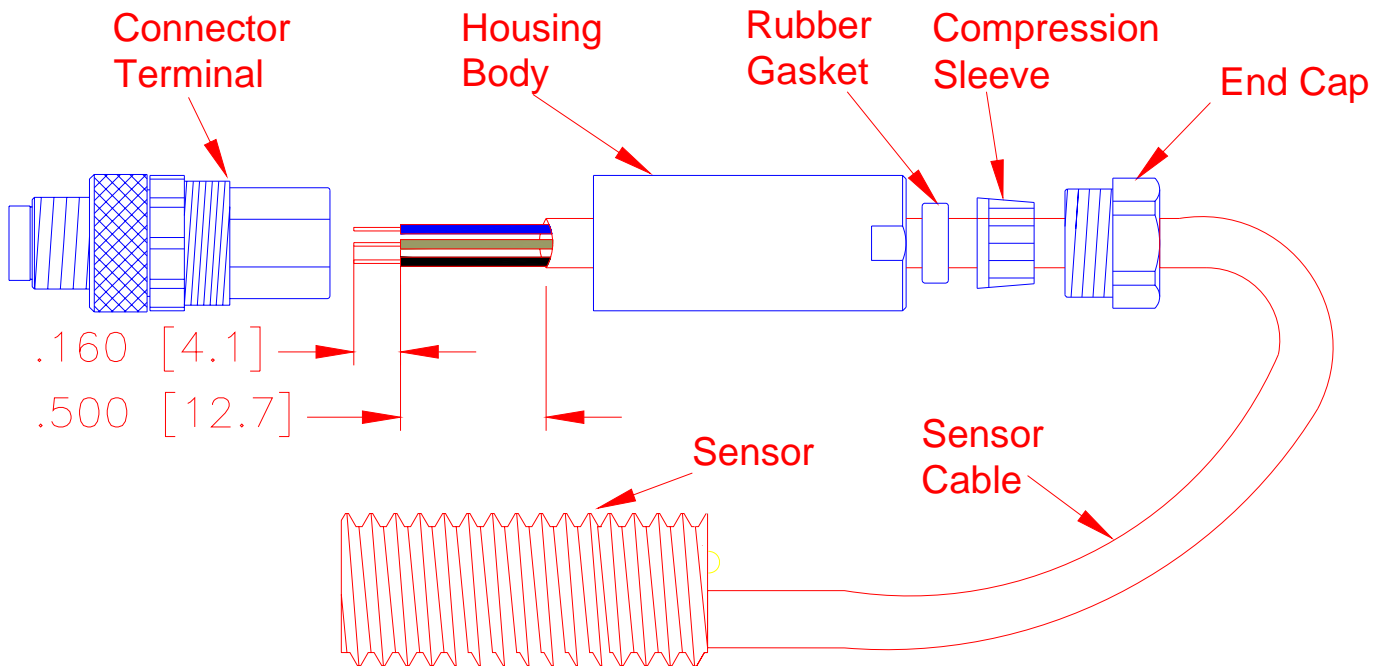 Connector
Terminal
Housing
Body
Rubber
Gasket
Compression
Sleeve
End Cap
.160 [4.1]
.500 [12.7]
Sensor
Sensor
Cable